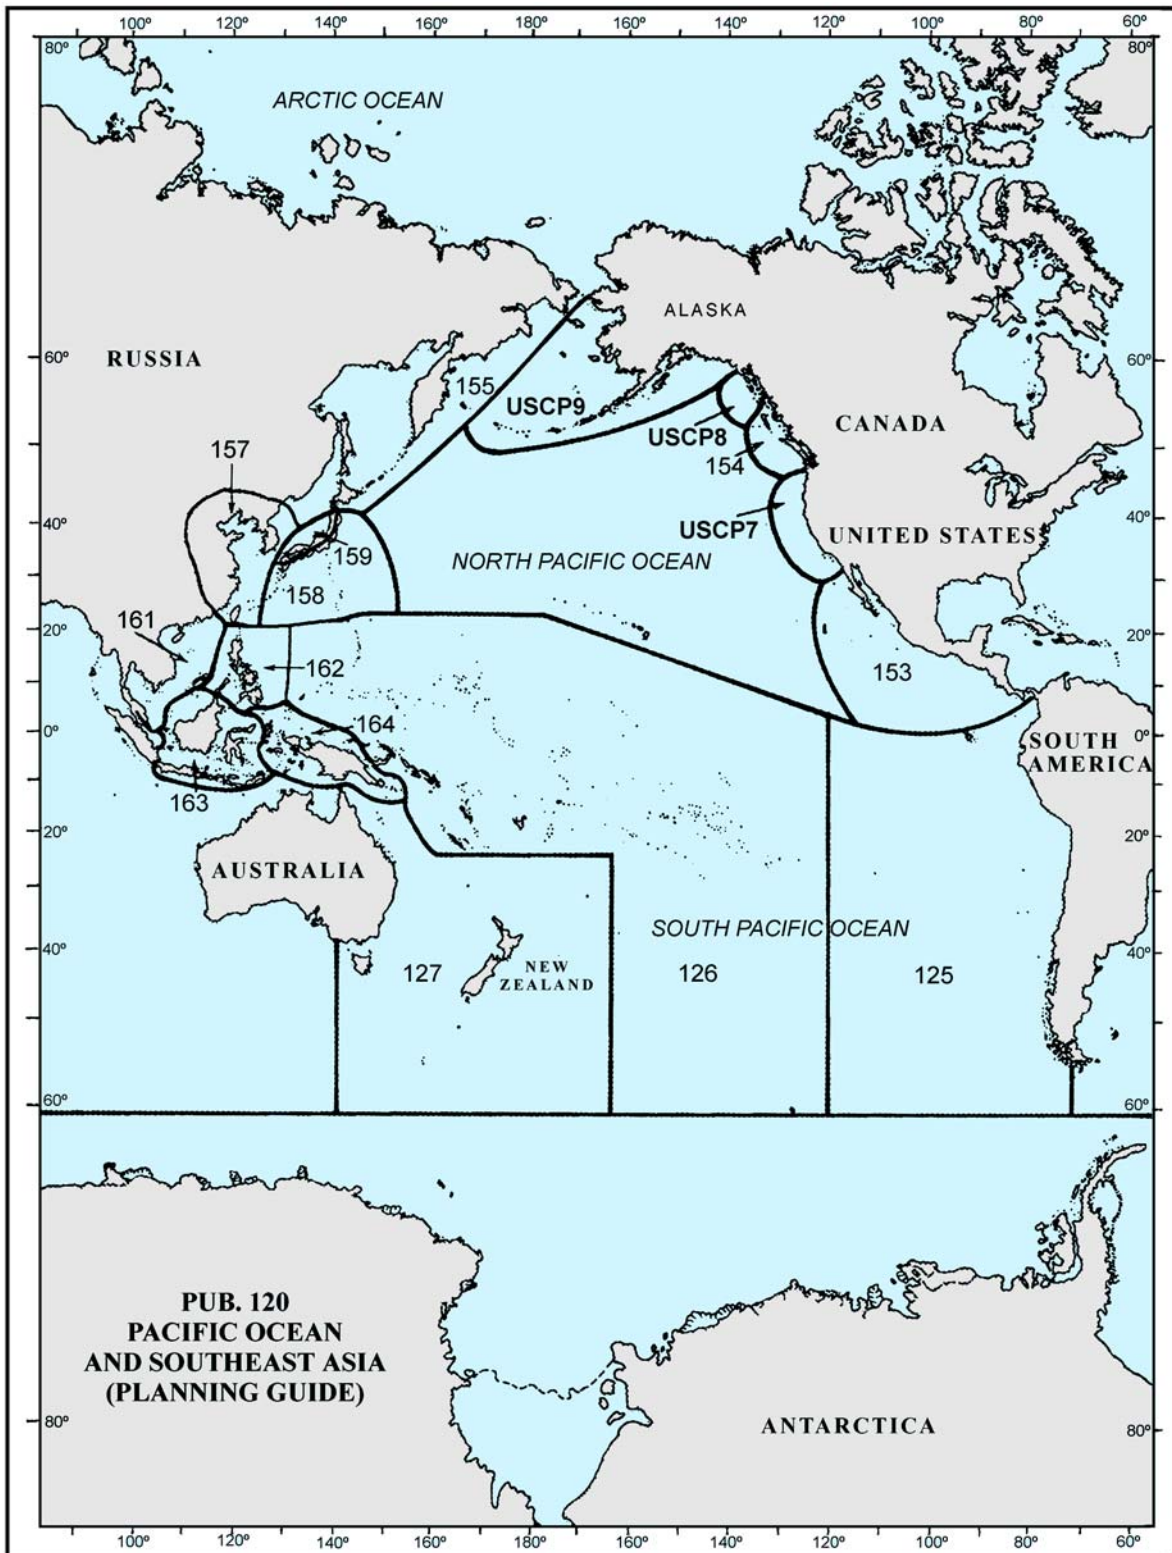 100° 120° 140° 160° 180° 160° 140° 120° 100° 80° 60°
80° 80°
ARCTIC OCEAN
ALASKA
RUSSIA
60° 60°
155
USCP9
CANADA
USCP8
157
154
40° 40°
USCP7
UNITED STATES
159
NORTH PACIFIC OCEAN
158
161
20° 20°
162
153
164
0° 0°
SOUTH
AMERICA
163
20° 20°
AUSTRALIA
SOUTH PACIFIC OCEAN
40° 40°
127
NEW
ZEALAND
126
125
60° 60°
PUB. 120
PACIFIC OCEAN
AND SOUTHEAST ASIA
(PLANNING GUIDE)
80° 80°
ANTARCTICA
100° 120° 140° 160° 180° 160° 140° 120° 100° 80° 60°